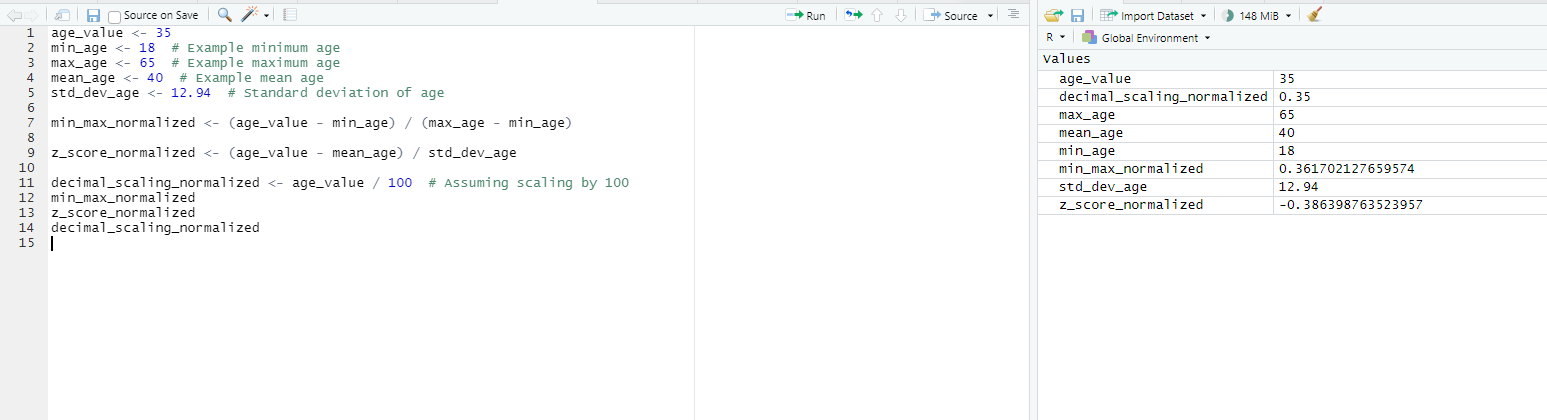 Source on Save Run Source
1 age_value <- 35
2 min_age <- 18  # Example minimum age
3 max_age <- 65  # Example maximum age
4 mean_age <- 40  # Example mean age
5 std_dev_age <- 12.94  # Standard deviation of age
6
7 min_max_normalized <- (age_value - min_age) / (max_age - min_age)
8
9 z_score_normalized <- (age_value - mean_age) / std_dev_age
10
11 decimal_scaling_normalized <- age_value / 100  # Assuming scaling by 100
12 min_max_normalized
13 z_score_normalized
14 decimal_scaling_normalized
15
Import Dataset 148 MiB
R Global Environment
Values
age_value 35
decimal_scaling_normalized 0.35
max_age 65
mean_age 40
min_age 18
min_max_normalized 0.361702127659574
std_dev_age 12.94
z_score_normalized -0.386398763523957